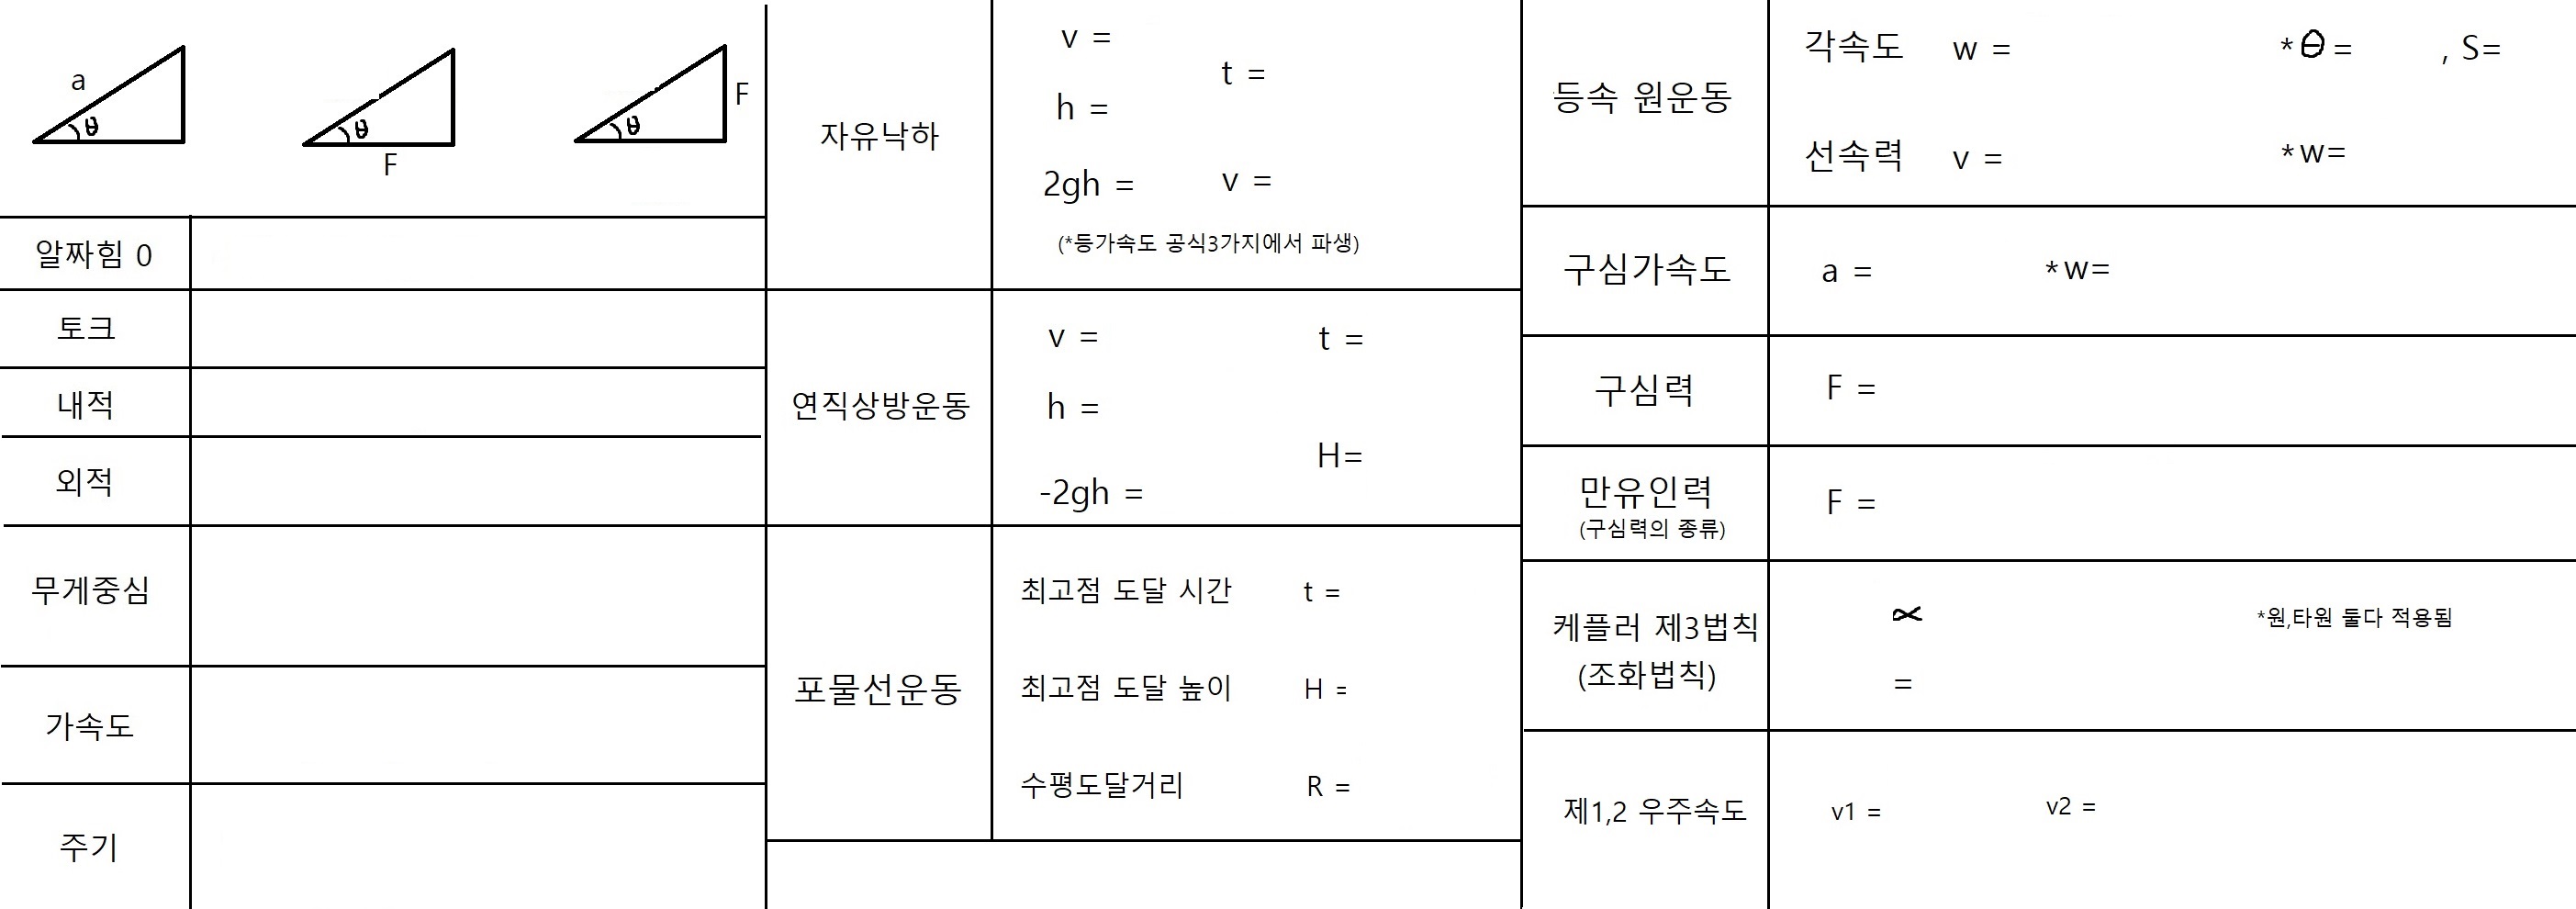 a
θ
θ
F
θ
F
알짜힘 0
토크
내적
외적
무게중심
가속도
주기
자유낙하
v =
t =
h =
2gh =
v =
(*등가속도 공식3가지에서 파생)
연직상방운동
v =
t =
h =
H=
-2gh =
포물선운동
최고점 도달 시간 t =
최고점 도달 높이 H =
수평도달거리 R =
등속 원운동
각속도 w = *θ = , S=
선속력 v = *w=
구심가속도
a = *w=
구심력
F =
만유인력
(구심력의 종류)
F =
케플러 제3법칙
(조화법칙)
∝ *원,타원 둘다 적용됨
=
제1,2 우주속도
v1 = v2 =